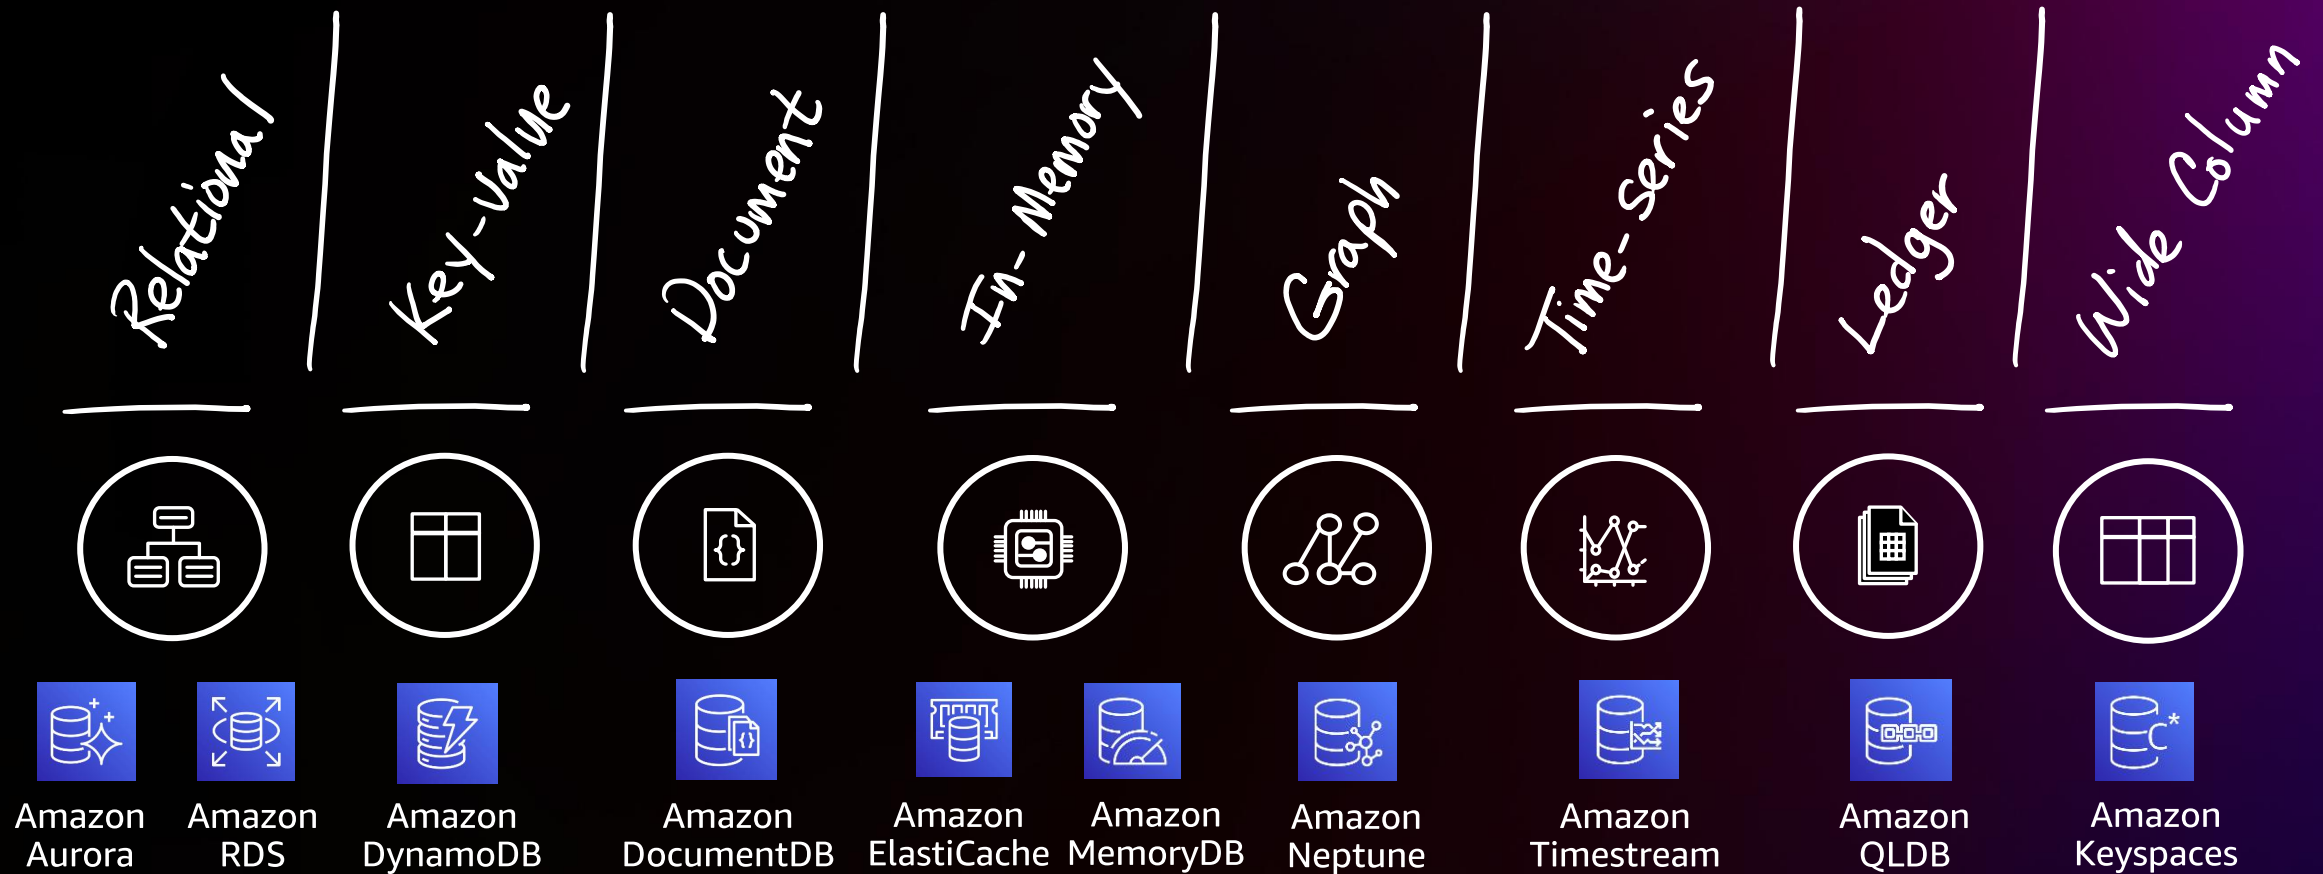 Relational
Key-value
Document
In-Memory
Graph
Time-series
Ledger
Wide Column
{}
{}
C*
Amazon
Aurora
Amazon
RDS
Amazon
DynamoDB
Amazon
DocumentDB
Amazon
ElastiCache
Amazon
MemoryDB
Amazon
Neptune
Amazon
Timestream
Amazon
QLDB
Amazon
Keyspaces